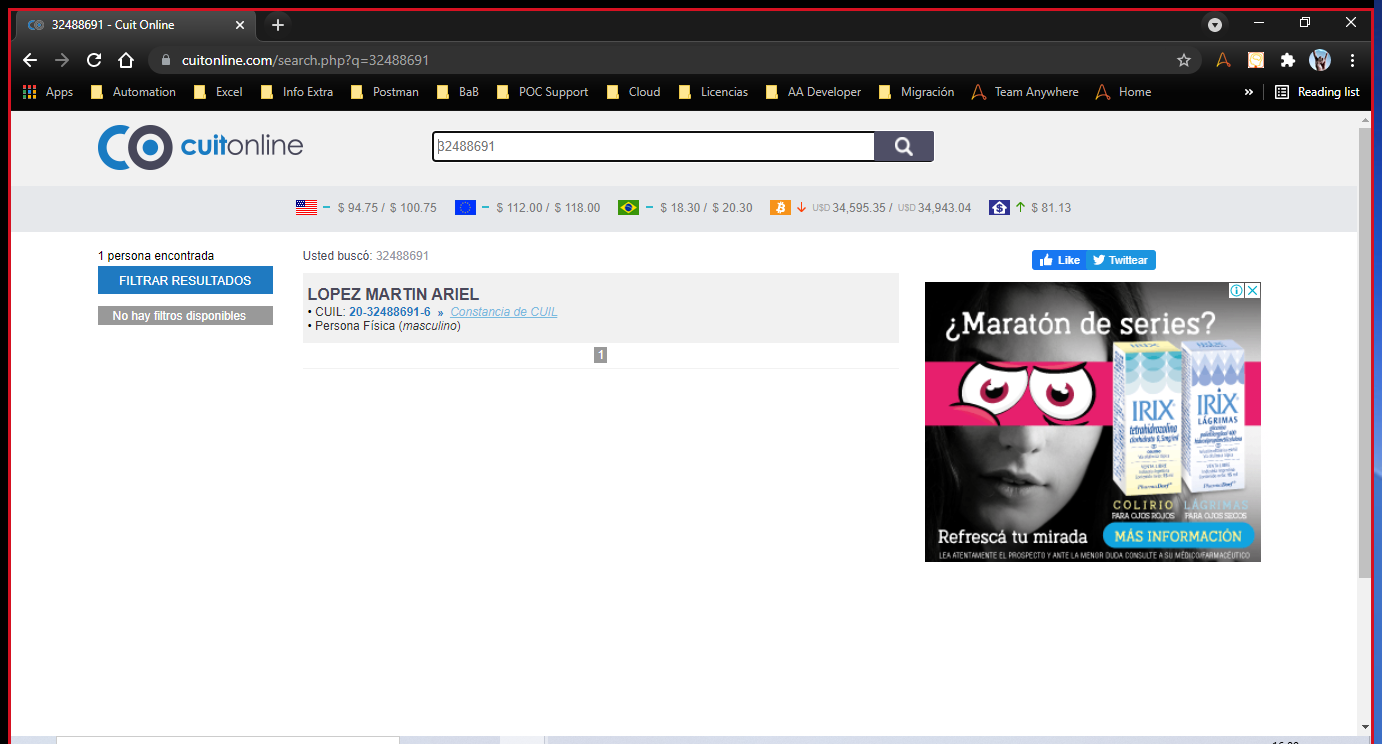 32488691 - Cuit Online
cuitonline.com/search.php?q=32488691
Apps Automation Excel Info Extra Postman BaB POC Support Cloud Licencias AA Developer Migración Team Anywhere Home » Reading list
cuitonline
32488691
$ 94.75 / $ 100.75 $ 112.00 / $ 118.00 $ 18.30 / $ 20.30 U$D 34,595.35 / U$D 34,943.04 $ 81.13
1 persona encontrada
FILTRAR RESULTADOS
No hay filtros disponibles
Usted buscó: 32488691
LOPEZ MARTIN ARIEL
• CUIL: 20-32488691-6 » Constancia de CUIL
• Persona Física (masculino)
1
Like Twittear
¿Maratón de series?
IRIX
tetrahidrozolina
IRIX
LÁGRIMAS
COLIRIO LÁGRIMAS
PARA OJOS ROJOS PARA OJOS SECOS
Refrescá tu mirada MÁS INFORMACIÓN
LEA ATENTAMENTE EL PROSPECTO Y ANTE LA MENOR DUDA CONSULTE A SU MÉDICO/FARMACÉUTICO